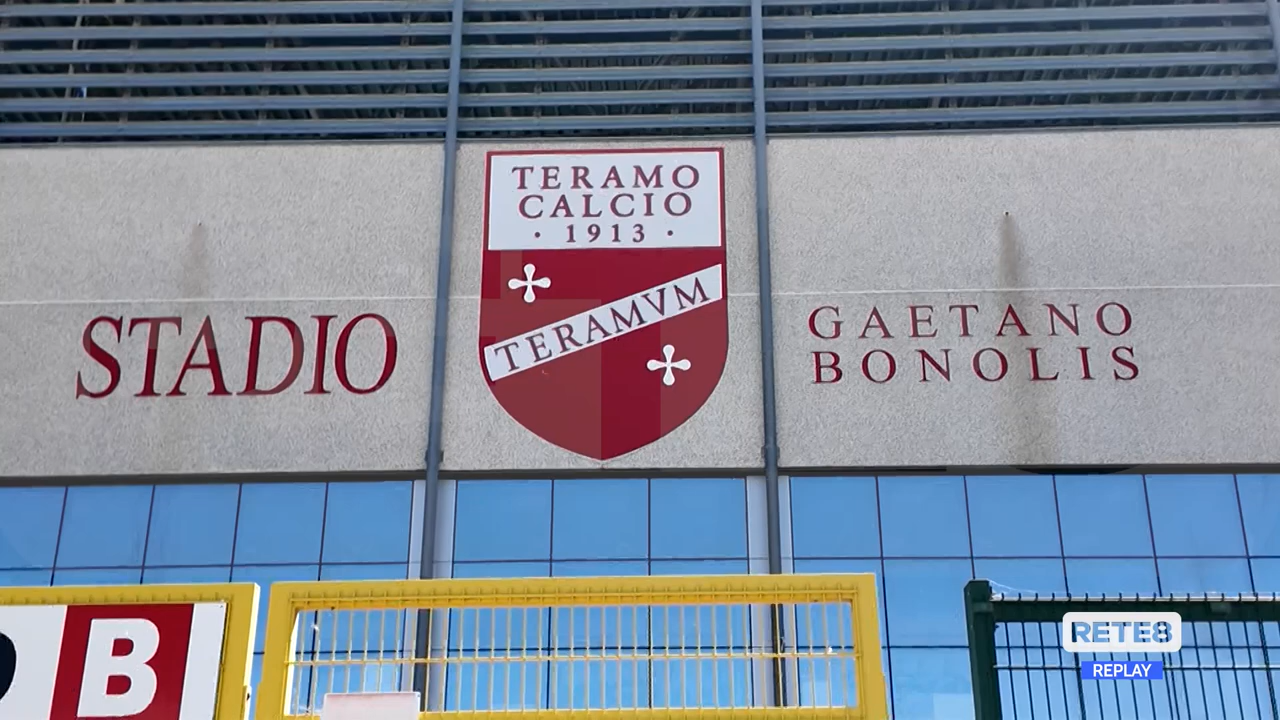 TERAMO
CALCIO
· 1913 ·
TERAMVM
STADIO
GAETANO
BONOLIS
B
RETE8
REPLAY